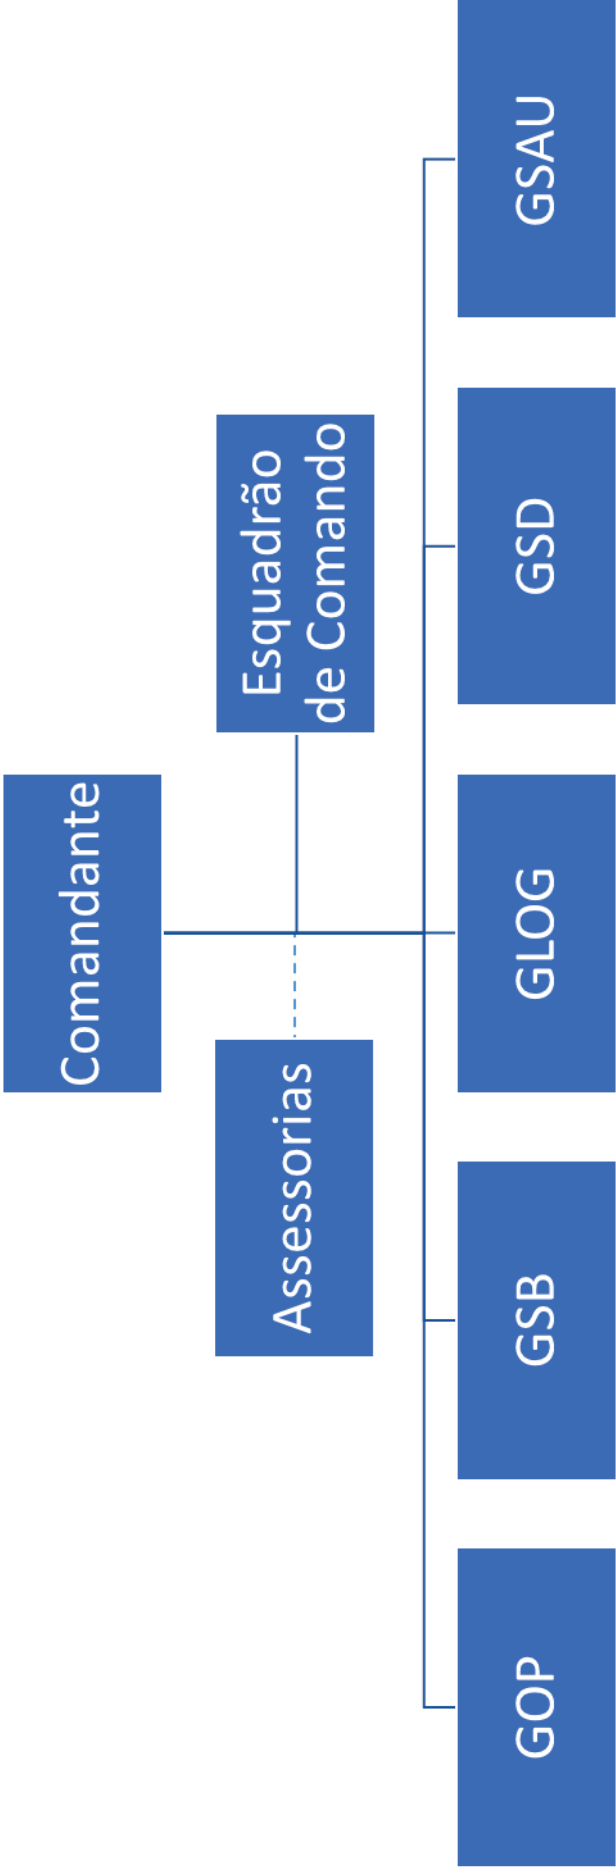 Comandante
Assessorias
Esquadrão
de Comando
GOP
GSB
GLOG
GSD
GSAU